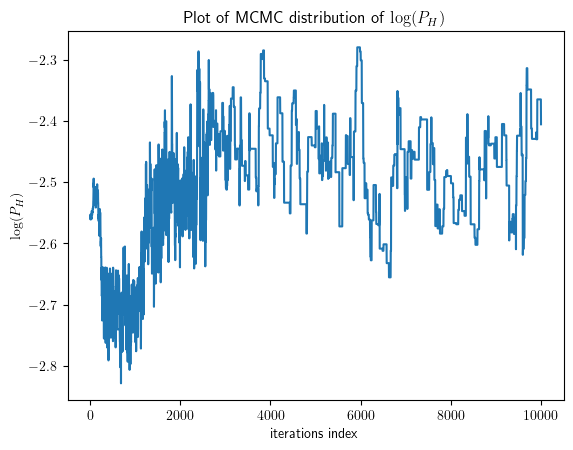 Plot of MCMC distribution of log(P_H)
log(P_H)
−2.3
−2.4
−2.5
−2.6
−2.7
−2.8
0 2000 4000 6000 8000 10000
iterations index